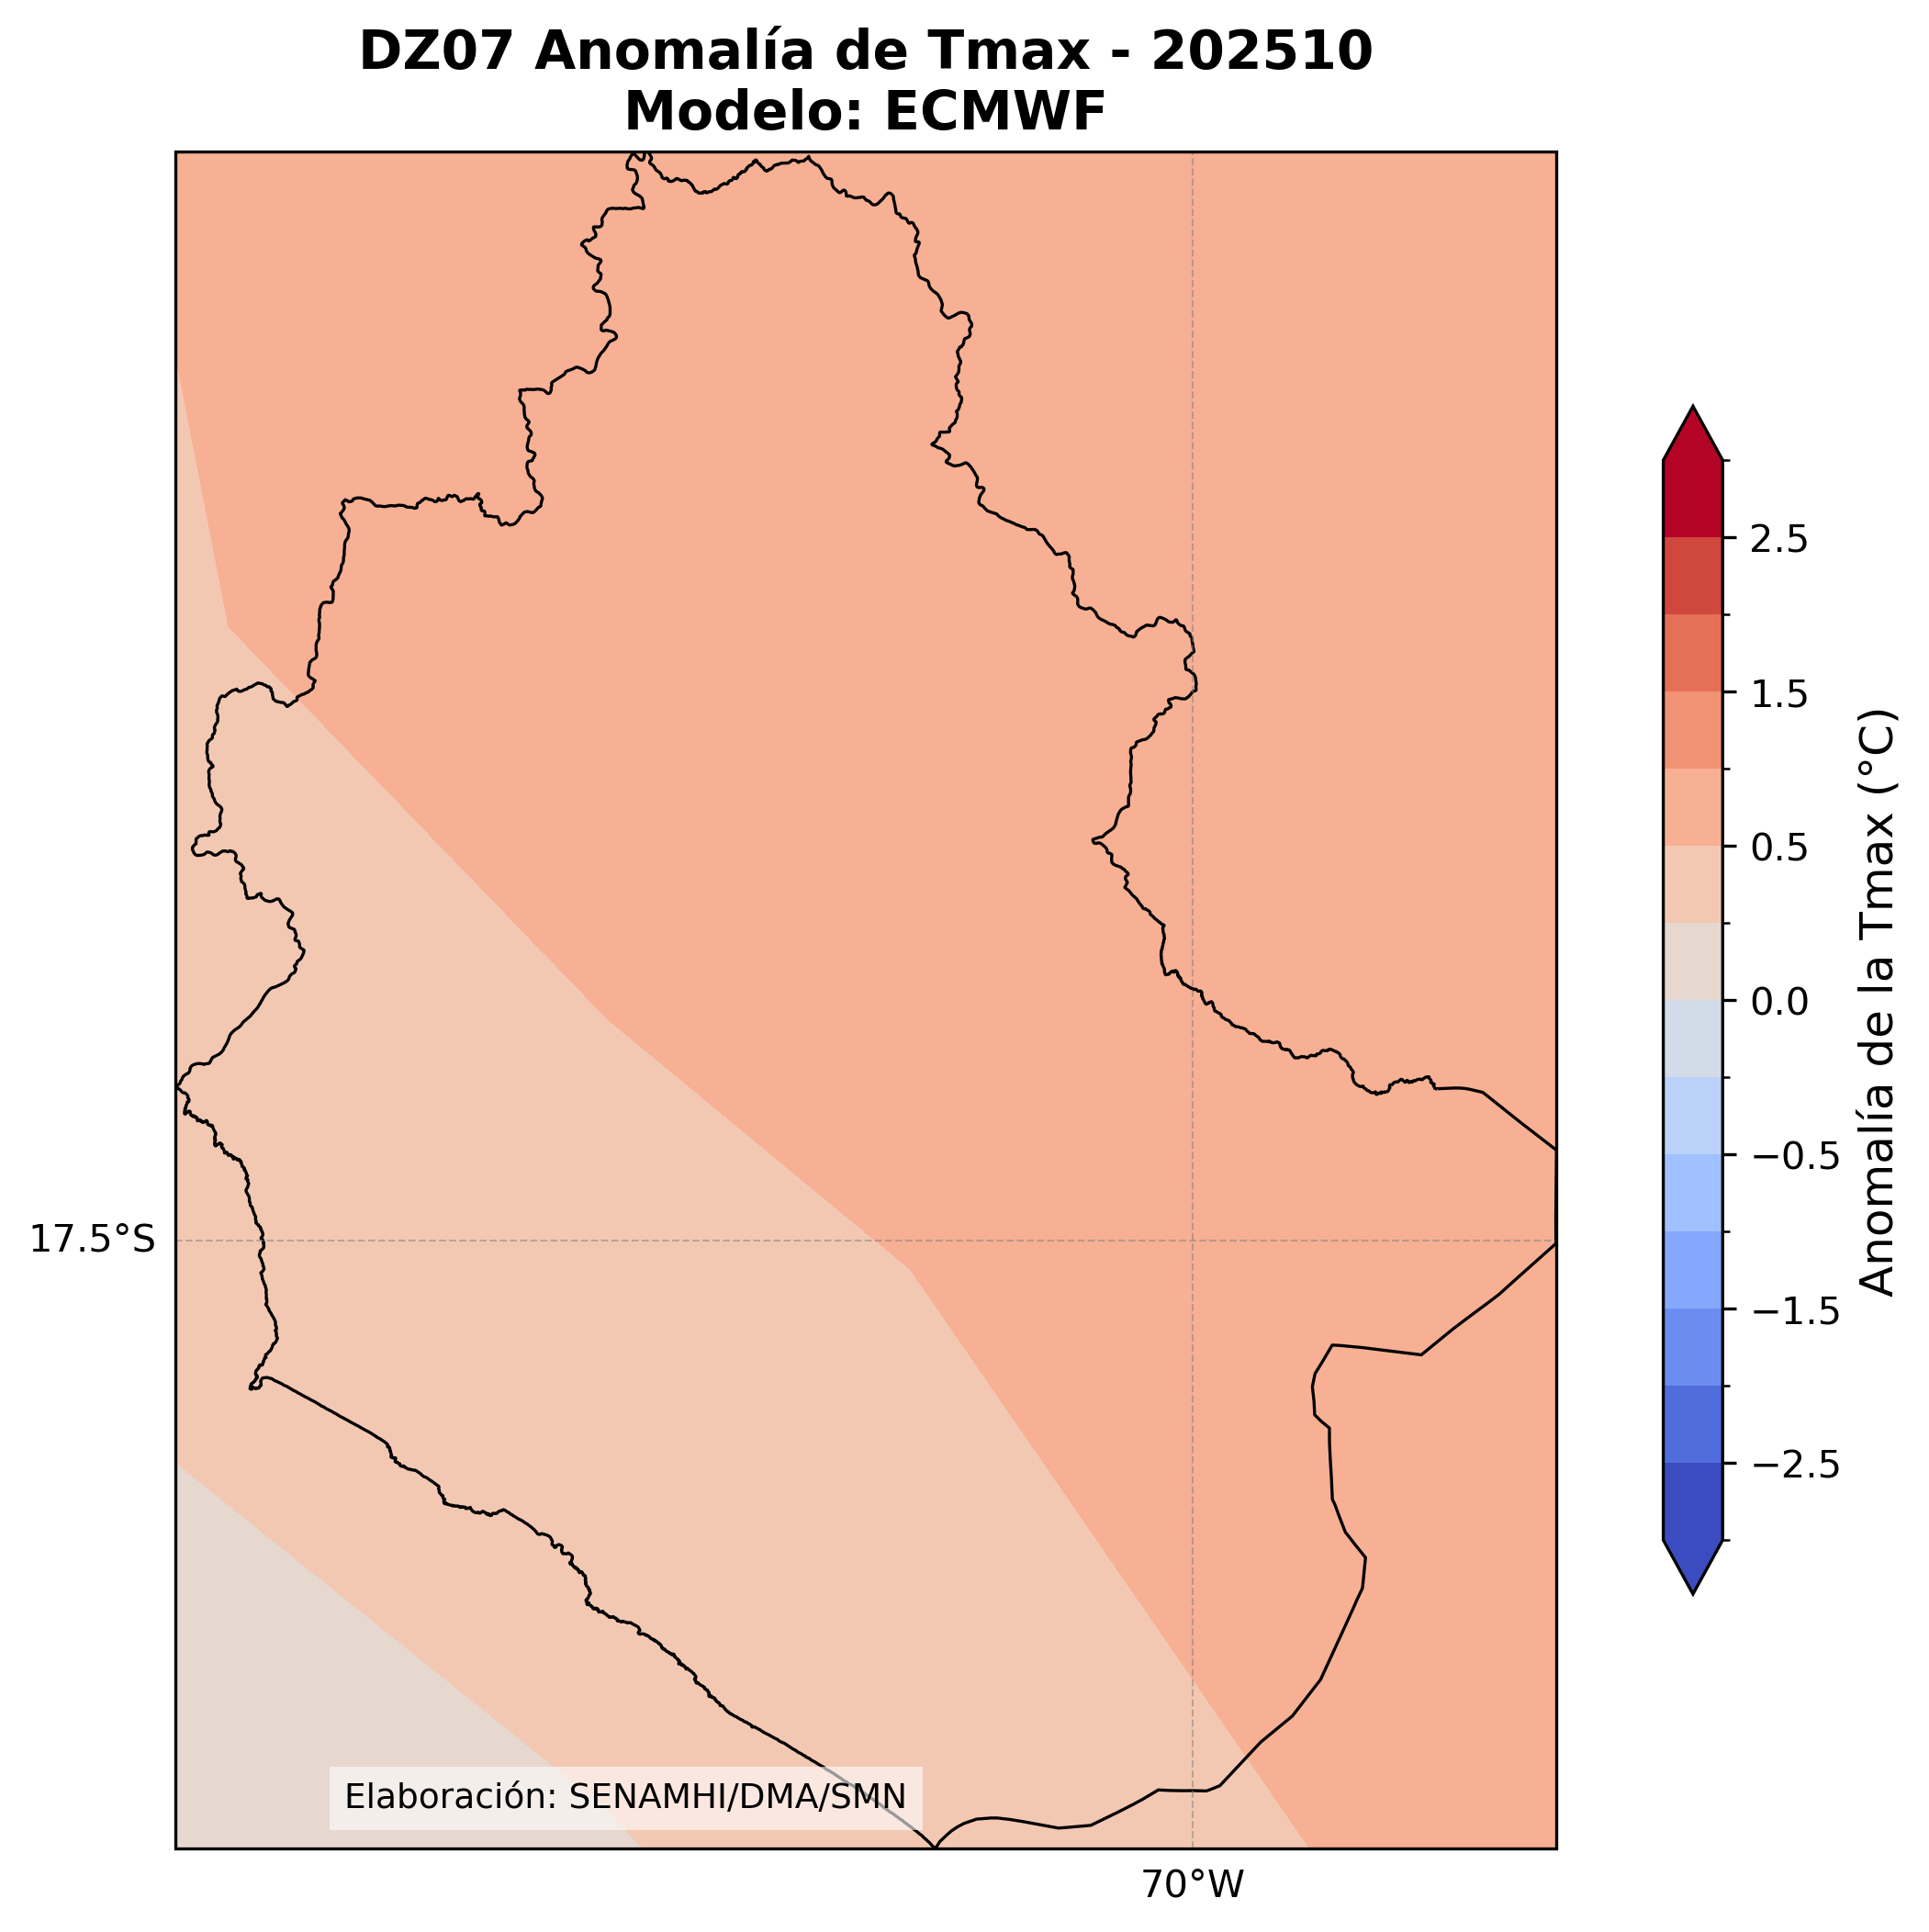 DZ07 Anomalía de Tmax - 202510
Modelo: ECMWF
2.5
1.5
0.5
0.0
−0.5
−1.5
−2.5
Anomalía de la Tmax (°C)
17.5°S
Elaboración: SENAMHI/DMA/SMN
70°W